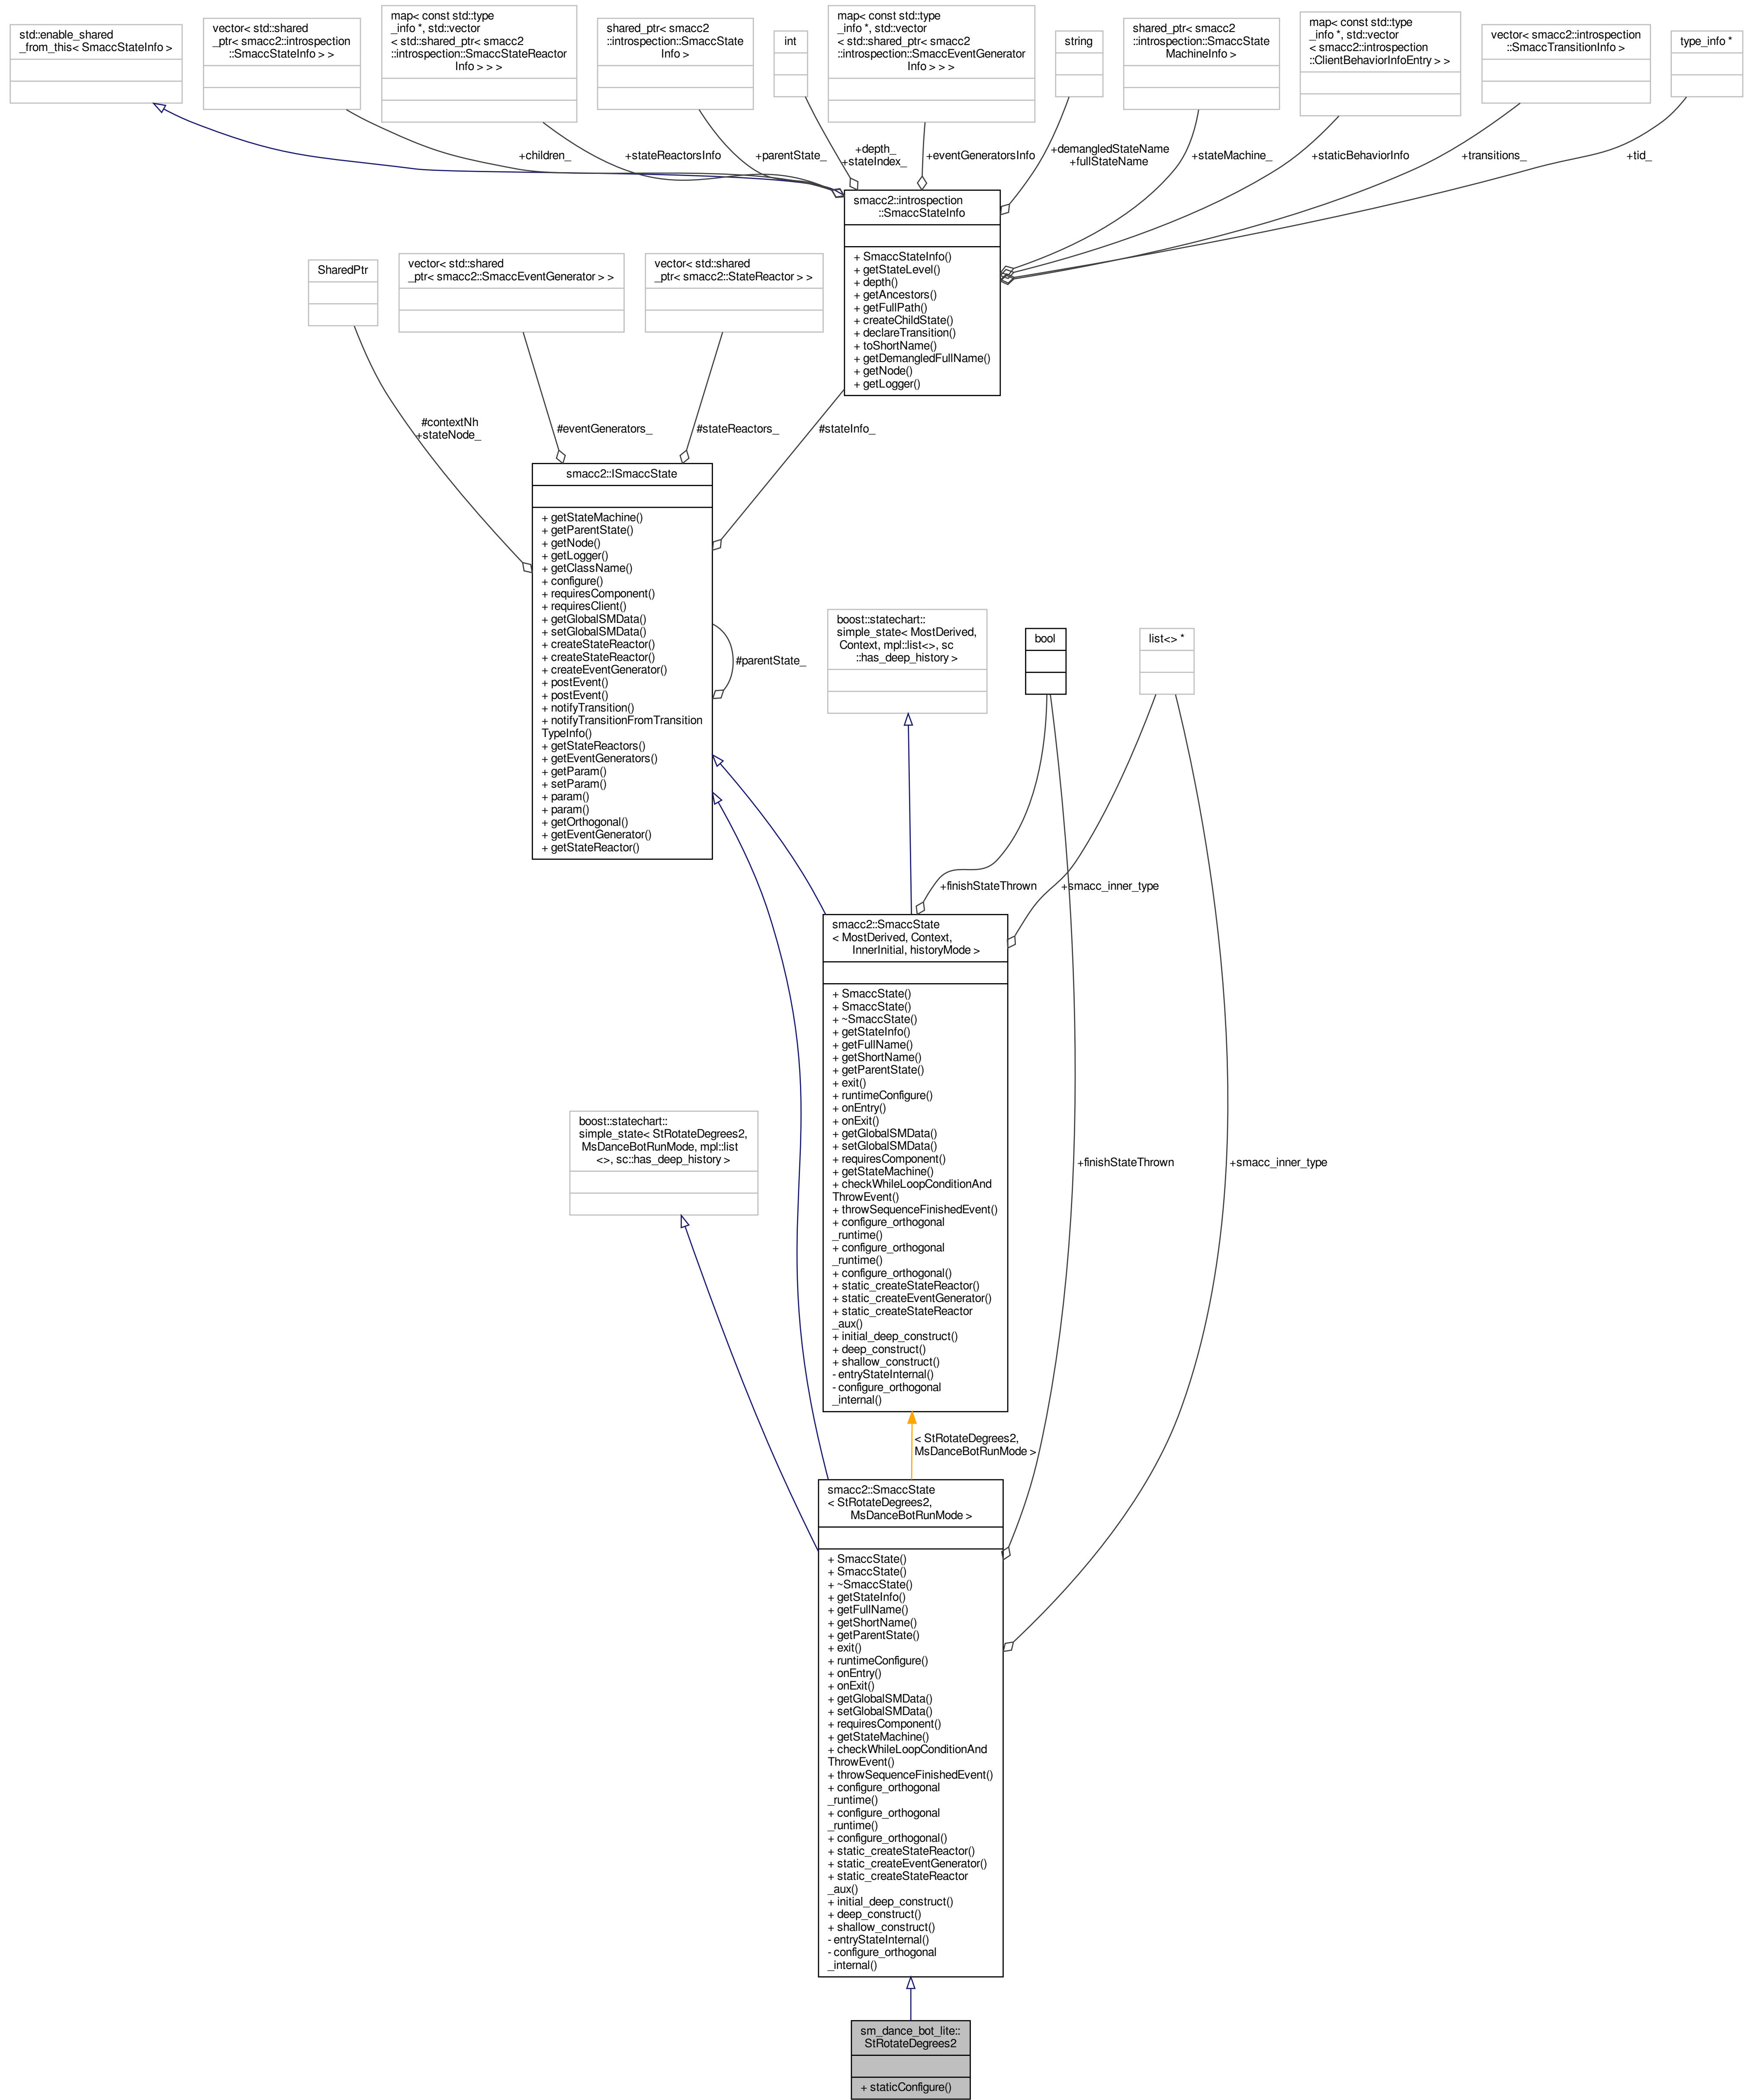 std::enable_shared
_from_this< SmaccStateInfo >
vector< std::shared
_ptr< smacc2::introspection
::SmaccStateInfo > >
map< const std::type
_info *, std::vector
< std::shared_ptr< smacc2
::introspection::SmaccStateReactor
Info > > >
shared_ptr< smacc2
::introspection::SmaccState
Info >
int
map< const std::type
_info *, std::vector
< std::shared_ptr< smacc2
::introspection::SmaccEventGenerator
Info > > >
string
shared_ptr< smacc2
::introspection::SmaccState
MachineInfo >
map< const std::type
_info *, std::vector
< smacc2::introspection
::ClientBehaviorInfoEntry > >
vector< smacc2::introspection
::SmaccTransitionInfo >
type_info *
+children_
+stateReactorsInfo
+parentState_
+depth_
+stateIndex_
+eventGeneratorsInfo
+demangledStateName
+fullStateName
+stateMachine_
+staticBehaviorInfo
+transitions_
+tid_
smacc2::introspection
::SmaccStateInfo
+ SmaccStateInfo()
+ getStateLevel()
+ depth()
+ getAncestors()
+ getFullPath()
+ createChildState()
+ declareTransition()
+ toShortName()
+ getDemangledFullName()
+ getNode()
+ getLogger()
SharedPtr
vector< std::shared
_ptr< smacc2::SmaccEventGenerator > >
vector< std::shared
_ptr< smacc2::StateReactor > >
#contextNh
+stateNode_
#eventGenerators_
#stateReactors_
#stateInfo_
smacc2::ISmaccState
+ getStateMachine()
+ getParentState()
+ getNode()
+ getLogger()
+ getClassName()
+ configure()
+ requiresComponent()
+ requiresClient()
+ getGlobalSMData()
+ setGlobalSMData()
+ createStateReactor()
+ createStateReactor()
+ createEventGenerator()
+ postEvent()
+ postEvent()
+ notifyTransition()
+ notifyTransitionFromTransition
TypeInfo()
+ getStateReactors()
+ getEventGenerators()
+ getParam()
+ setParam()
+ param()
+ param()
+ getOrthogonal()
+ getEventGenerator()
+ getStateReactor()
#parentState_
boost::statechart::
simple_state< MostDerived,
Context, mpl::list<>, sc
::has_deep_history >
bool
list<> *
+finishStateThrown
+smacc_inner_type
smacc2::SmaccState
< MostDerived, Context,
InnerInitial, historyMode >
+ SmaccState()
+ SmaccState()
+ ~SmaccState()
+ getStateInfo()
+ getFullName()
+ getShortName()
+ getParentState()
+ exit()
+ runtimeConfigure()
+ onEntry()
+ onExit()
+ getGlobalSMData()
+ setGlobalSMData()
+ requiresComponent()
+ getStateMachine()
+ checkWhileLoopConditionAnd
ThrowEvent()
+ throwSequenceFinishedEvent()
+ configure_orthogonal
_runtime()
+ configure_orthogonal
_runtime()
+ configure_orthogonal()
+ static_createStateReactor()
+ static_createEventGenerator()
+ static_createStateReactor
_aux()
+ initial_deep_construct()
+ deep_construct()
+ shallow_construct()
- entryStateInternal()
- configure_orthogonal
_internal()
boost::statechart::
simple_state< StRotateDegrees2,
MsDanceBotRunMode, mpl::list
<>, sc::has_deep_history >
+finishStateThrown
+smacc_inner_type
< StRotateDegrees2,
MsDanceBotRunMode >
smacc2::SmaccState
< StRotateDegrees2,
MsDanceBotRunMode >
+ SmaccState()
+ SmaccState()
+ ~SmaccState()
+ getStateInfo()
+ getFullName()
+ getShortName()
+ getParentState()
+ exit()
+ runtimeConfigure()
+ onEntry()
+ onExit()
+ getGlobalSMData()
+ setGlobalSMData()
+ requiresComponent()
+ getStateMachine()
+ checkWhileLoopConditionAnd
ThrowEvent()
+ throwSequenceFinishedEvent()
+ configure_orthogonal
_runtime()
+ configure_orthogonal
_runtime()
+ configure_orthogonal()
+ static_createStateReactor()
+ static_createEventGenerator()
+ static_createStateReactor
_aux()
+ initial_deep_construct()
+ deep_construct()
+ shallow_construct()
- entryStateInternal()
- configure_orthogonal
_internal()
sm_dance_bot_lite::
StRotateDegrees2
+ staticConfigure()